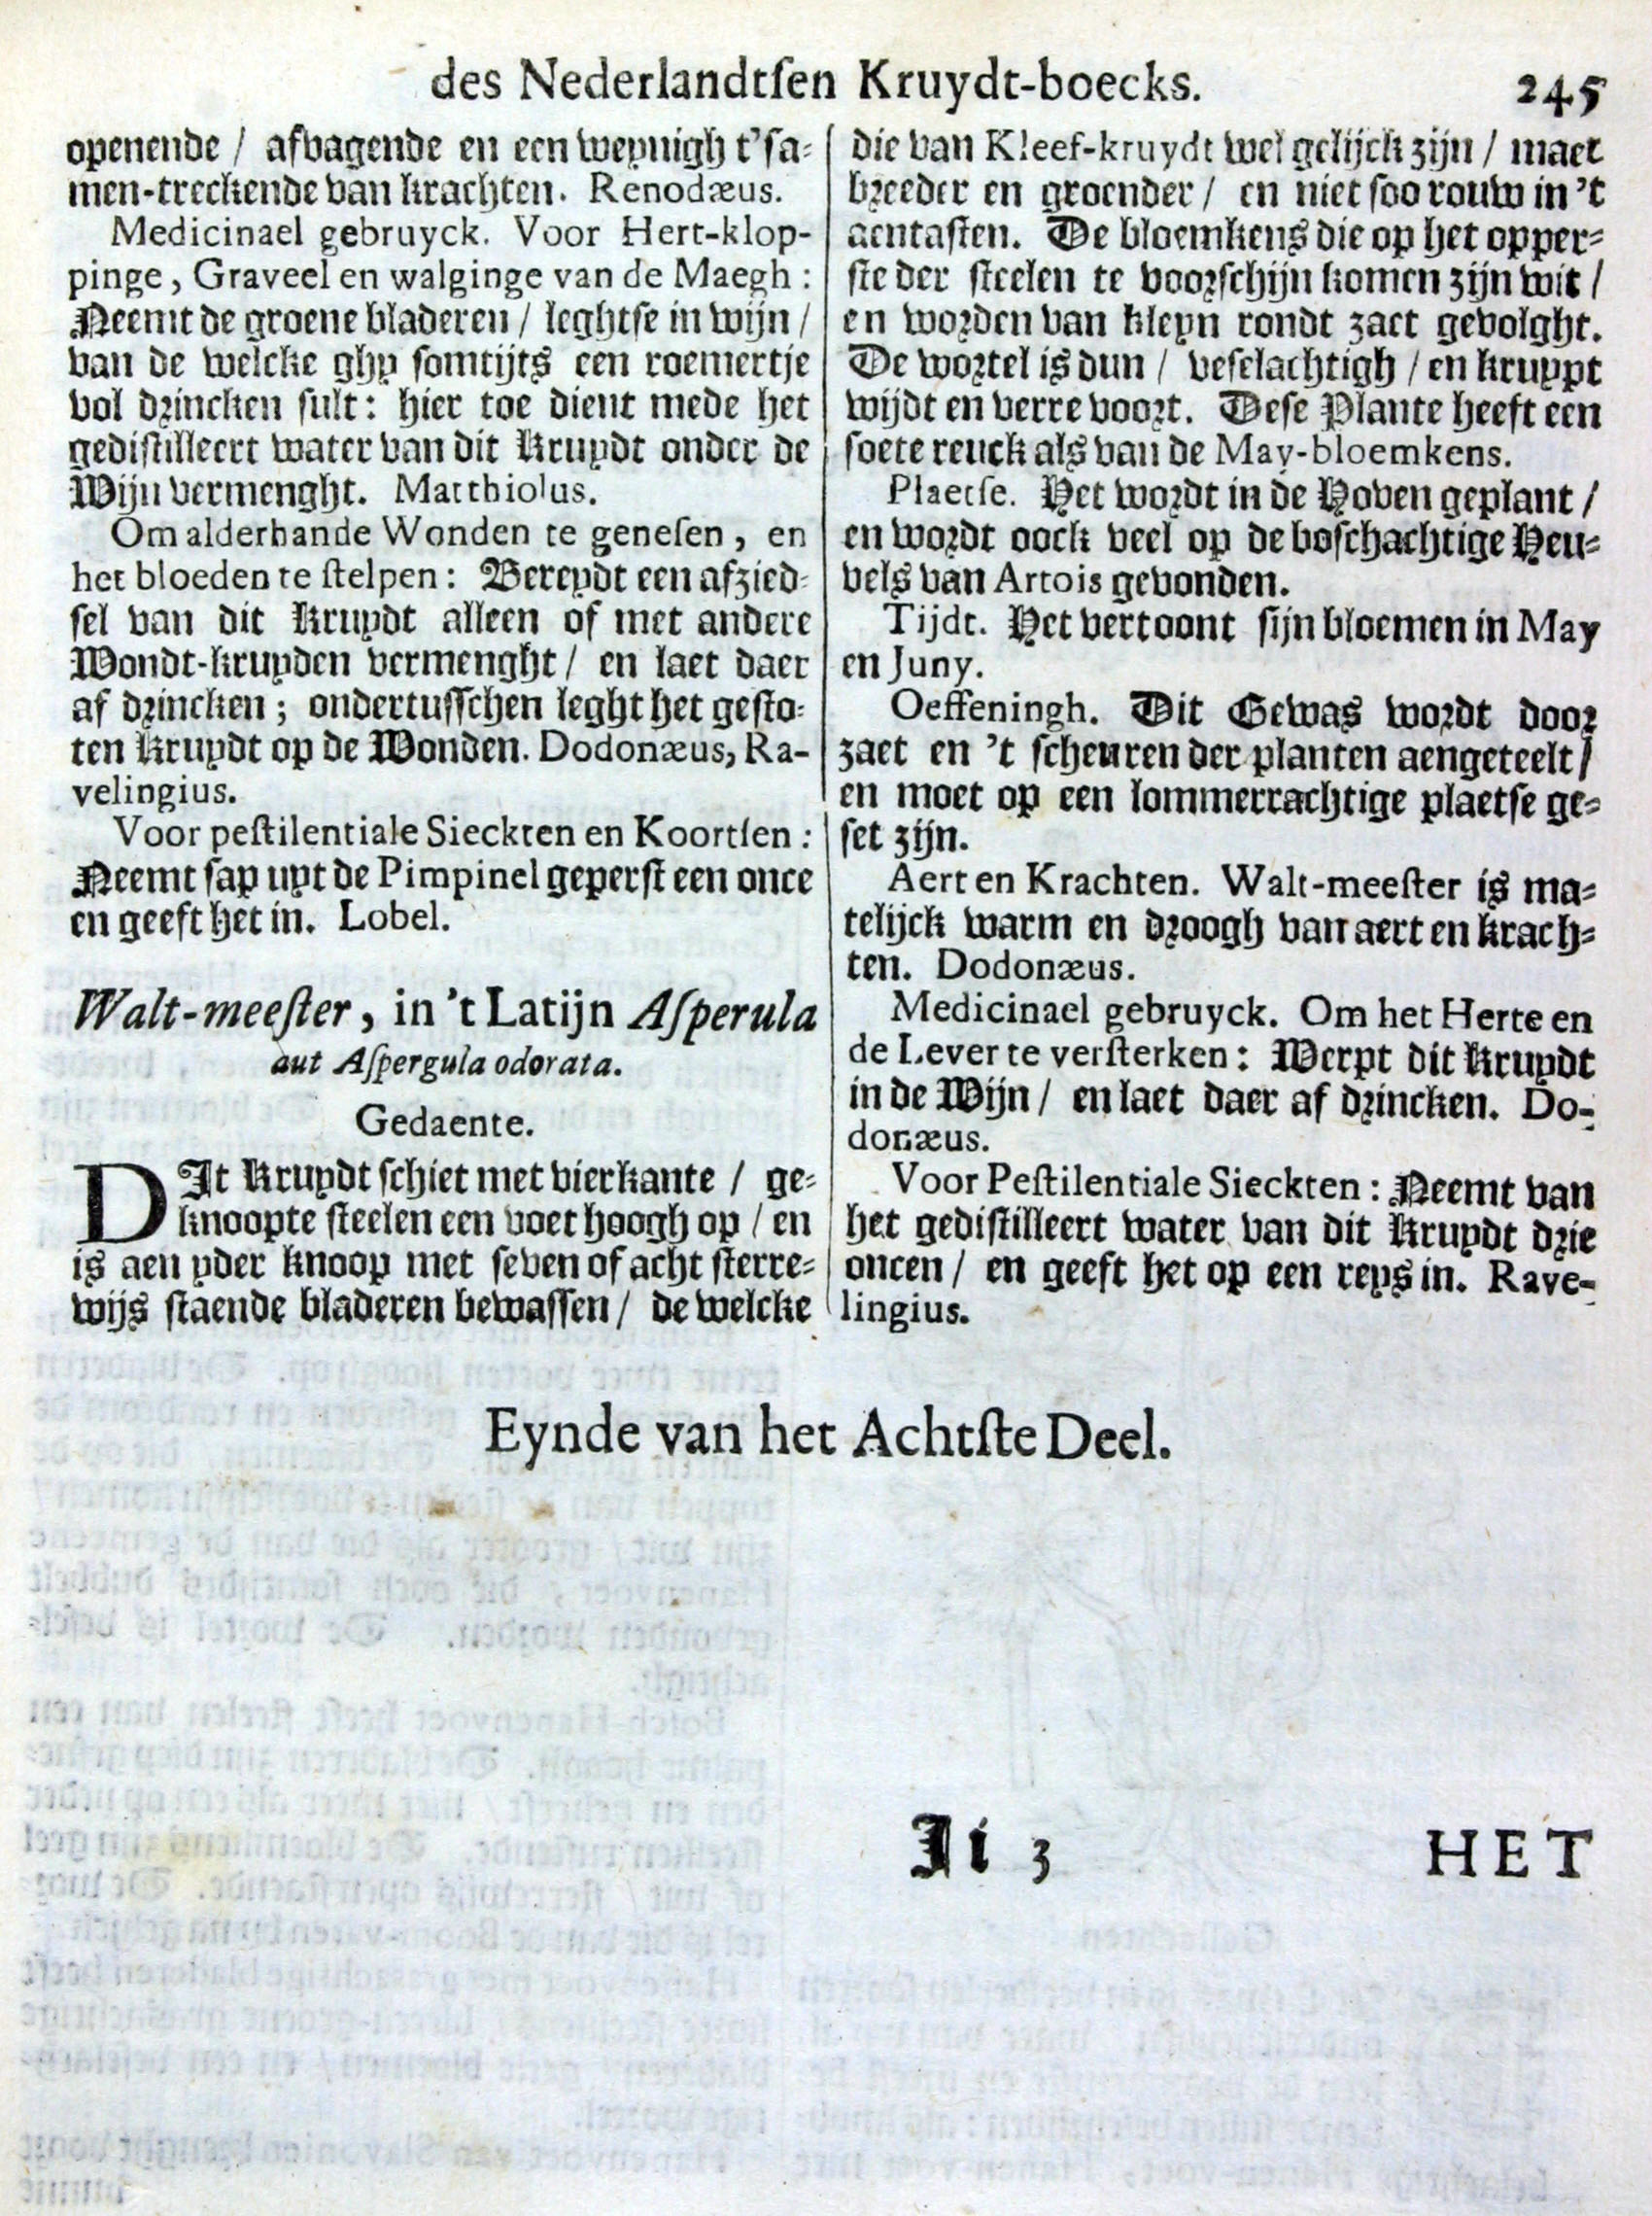 des Nederlandtſen Kruydt-boecks. 245
openende / afvagende en een weynigh t'ſa-
men-treckende van krachten. Renodæus.
Medicinael gebruyck. Voor Hert-klop-
pinge, Graveel en walginge van de Maegh:
Neemt de groene bladeren / leghtſe in wijn /
van de welcke ghy ſomtijts een roemertje
vol drincken ſult: hier toe dient mede het
gediſtilleert water van dit Kruydt onder de
Wijn vermenght. Matthiolus.
Om alderhande Wonden te geneſen, en
het bloeden te ſtelpen: Bereydt een afzied-
ſel van dit Kruydt alleen of met andere
Wondt-kruyden vermenght / en laet daer
af drincken; ondertuſſchen leght het geſto-
ten Kruydt op de Wonden. Dodonæus, Ra-
velingius.
Voor peſtilentiale Sieckten en Koortſen:
Neemt ſap uyt de Pimpinel geperſt een once
en geeft het in. Lobel.
Walt-meeſter, in 't Latijn Aſperula
aut Aſpergula odorata.
Gedaente.
DIt Kruydt ſchiet met vierkante / ge-
knoopte ſteelen een voet hoogh op / en
is aen yder knoop met ſeven of acht ſterre-
wijs ſtaende bladeren bewaſſen / de welcke
die van Kleef-kruydt wel gelijck zijn / maer
breeder en groender / en niet ſoo rouw in 't
aentaſten. De bloemkens die op het opper-
ſte der ſteelen te voorſchijn komen zijn wit /
en worden van kleyn rondt zaet gevolght.
De wortel is dun / veſelachtigh / en kruypt
wijdt en verre voort. Deſe Plante heeft een
ſoete reuck als van de May-bloemkens.
Plaetſe. Het wordt in de Hoven geplant /
en wordt oock veel op de boſchachtige Heu-
vels van Artois gevonden.
Tijdt. Het vertoont ſijn bloemen in May
en Juny.
Oeffeningh. Dit Gewas wordt door
zaet en 't ſcheuren der planten aengeteelt /
en moet op een lommerrachtige plaetſe ge-
ſet zijn.
Aert en Krachten. Walt-meeſter is ma-
telijck warm en droogh van aert en krach-
ten. Dodonæus.
Medicinael gebruyck. Om het Herte en
de Lever te verſterken: Werpt dit Kruydt
in de Wijn / en laet daer af drincken. Do-
donæus.
Voor Peſtilentiale Sieckten: Neemt van
het gediſtilleert water van dit Kruydt drie
oncen / en geeft het op een reys in. Rave-
lingius.
Eynde van het Achtſte Deel.
Ii 3 HET